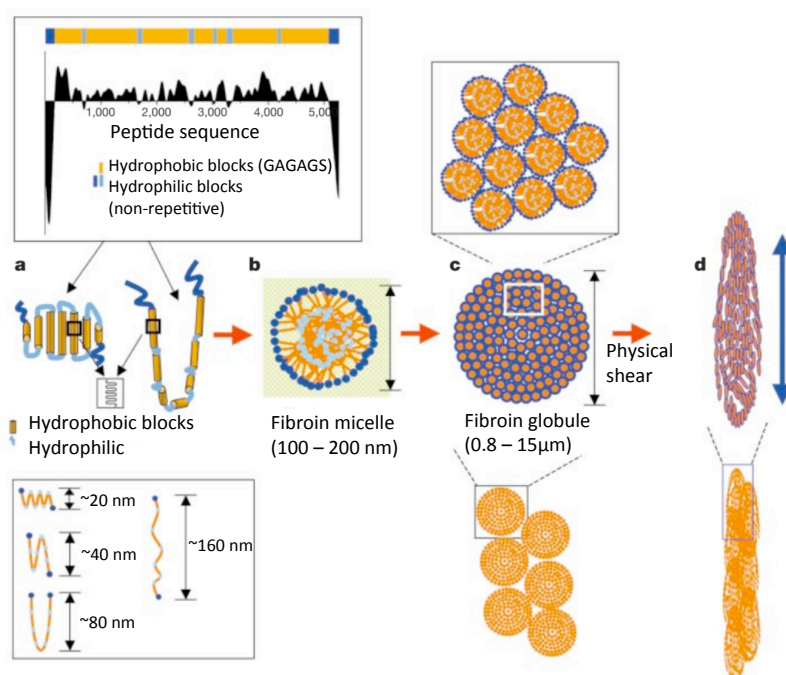 1,000 2,000 3,000 4,000 5,000
Peptide sequence
Hydrophobic blocks (GAGAGS)
Hydrophilic blocks
(non-repetitive)
a
b
c
d
Physical
shear
Hydrophobic blocks
Hydrophilic
Fibroin micelle
(100 – 200 nm)
Fibroin globule
(0.8 – 15μm)
~20 nm
~40 nm
~80 nm
~160 nm